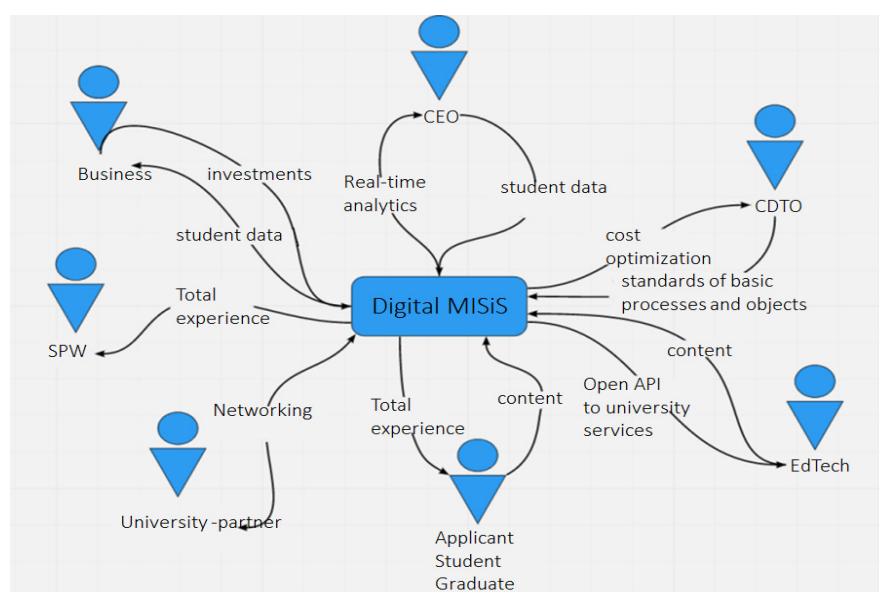 CEO
Business
investments
Real-time
analytics
student data
CDTO
student data
cost
optimization
standards of basic
processes and objects
Total
experience
Digital MISiS
SPW
content
Networking
Total
experience
content
Open API
to university
services
EdTech
University-partner
Applicant
Student
Graduate